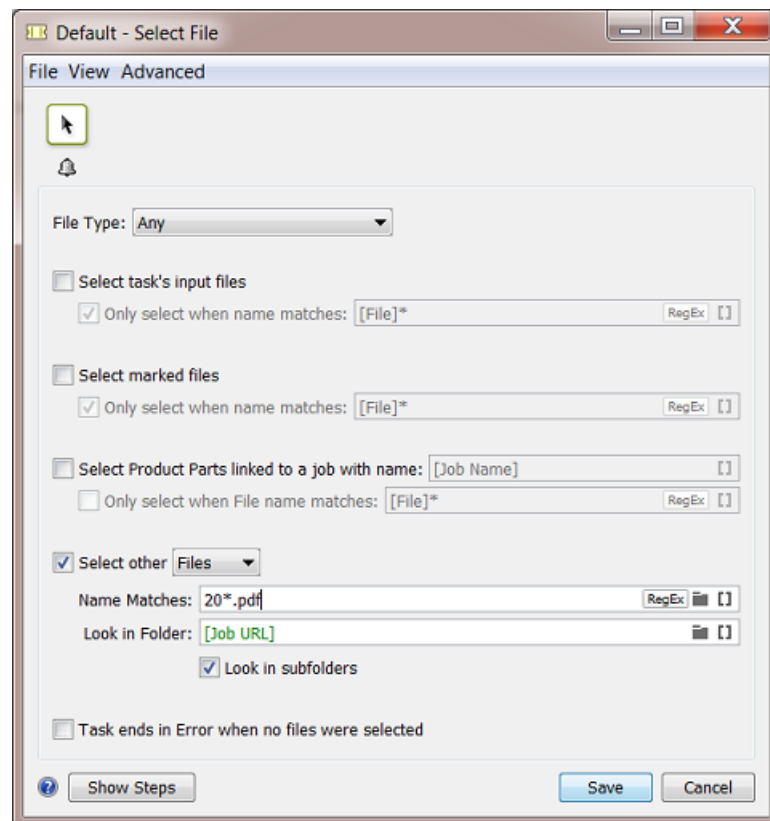 Default - Select File
File View Advanced
File Type: Any
Select task's input files
Only select when name matches: [File]* RegEx []
Select marked files
Only select when name matches: [File]* RegEx []
Select Product Parts linked to a job with name: [Job Name] []
Only select when File name matches: [File]* RegEx []
Select other Files
Name Matches: 20*.pdf RegEx []
Look in Folder: [Job URL] []
Look in subfolders
Task ends in Error when no files were selected
? Show Steps Save Cancel